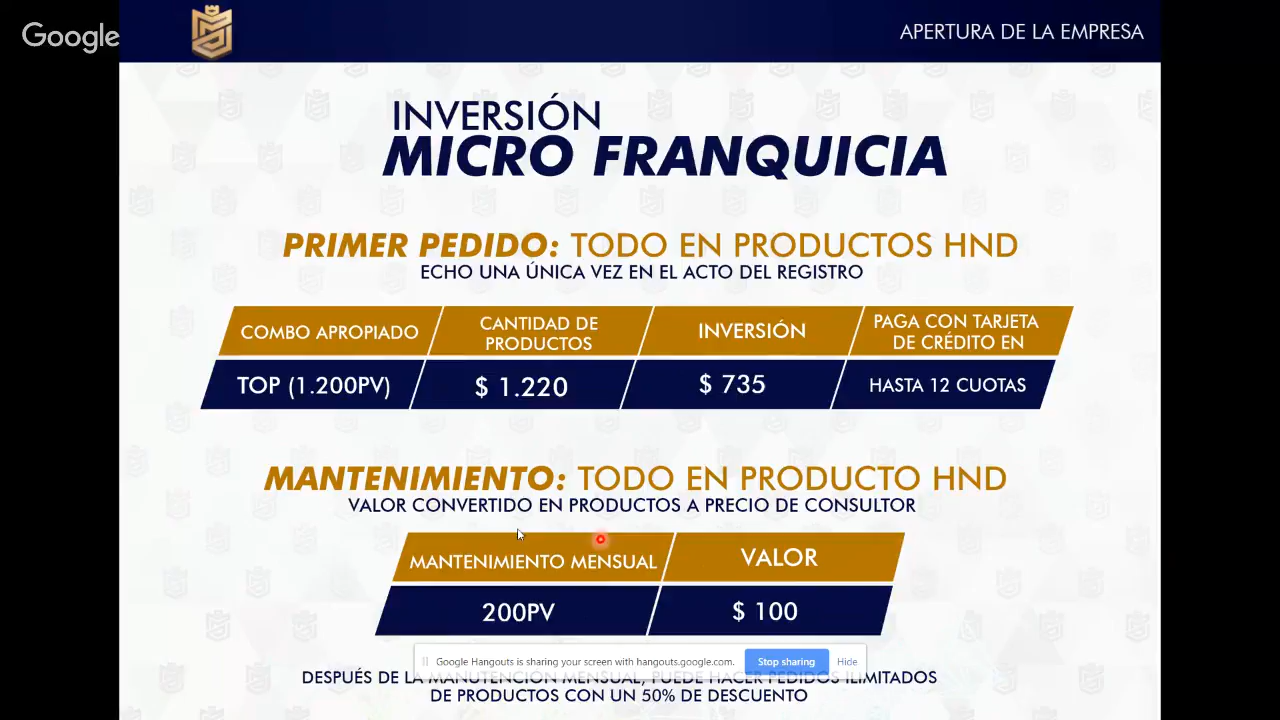 Google
APERTURA DE LA EMPRESA
INVERSIÓN
MICRO FRANQUICIA
PRIMER PEDIDO: TODO EN PRODUCTOS HND
ECHO UNA ÚNICA VEZ EN EL ACTO DEL REGISTRO
COMBO APROPIADO
CANTIDAD DE
PRODUCTOS
INVERSIÓN
PAGA CON TARJETA
DE CRÉDITO EN
TOP (1.200PV)
$ 1.220
$ 735
HASTA 12 CUOTAS
MANTENIMIENTO: TODO EN PRODUCTO HND
VALOR CONVERTIDO EN PRODUCTOS A PRECIO DE CONSULTOR
MANTENIMIENTO MENSUAL
VALOR
200PV
$ 100
Google Hangouts is sharing your screen with hangouts.google.com.
Stop sharing
Hide
DESPUÉS DE LA MANUTENCIÓN MENSUAL, PUEDE HACER PEDIDOS ILIMITADOS
DE PRODUCTOS CON UN 50% DE DESCUENTO